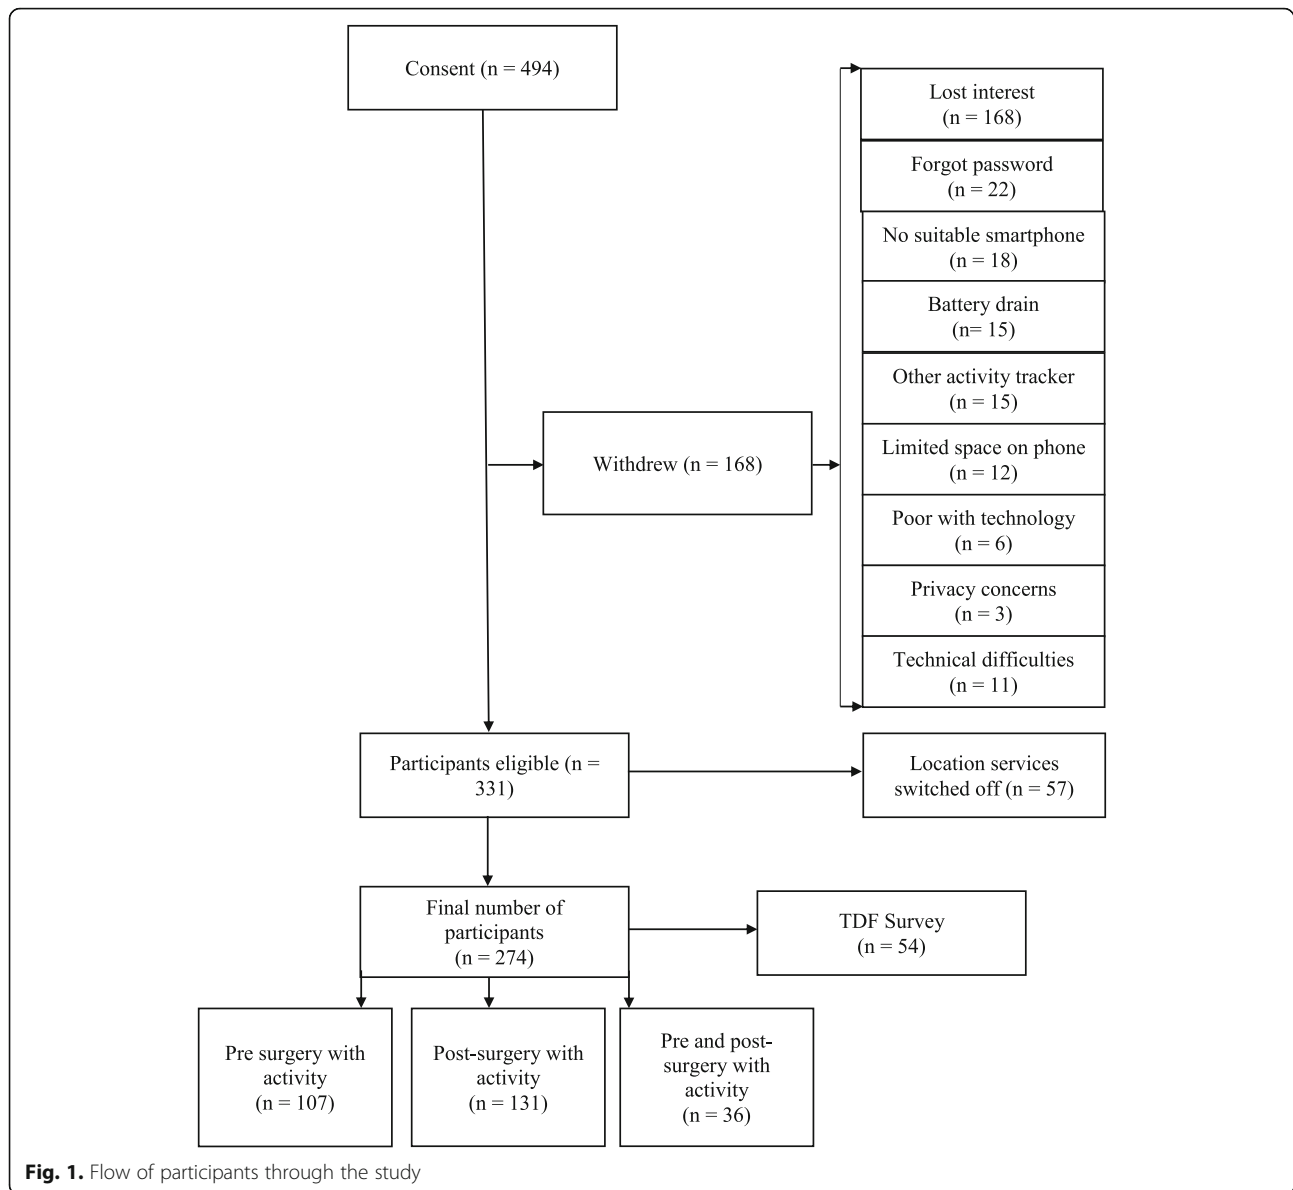 Consent (n = 494)
Lost interest
(n = 168)
Forgot password
(n = 22)
No suitable smartphone
(n = 18)
Battery drain
(n= 15)
Other activity tracker
(n = 15)
Limited space on phone
(n = 12)
Poor with technology
(n = 6)
Privacy concerns
(n = 3)
Technical difficulties
(n = 11)
Withdrew (n = 168)
Participants eligible (n =
331)
Location services
switched off (n = 57)
Final number of
participants
(n = 274)
TDF Survey
(n = 54)
Pre surgery with
activity
(n = 107)
Post-surgery with
activity
(n = 131)
Pre and post-
surgery with
activity
(n = 36)
Fig. 1. Flow of participants through the study